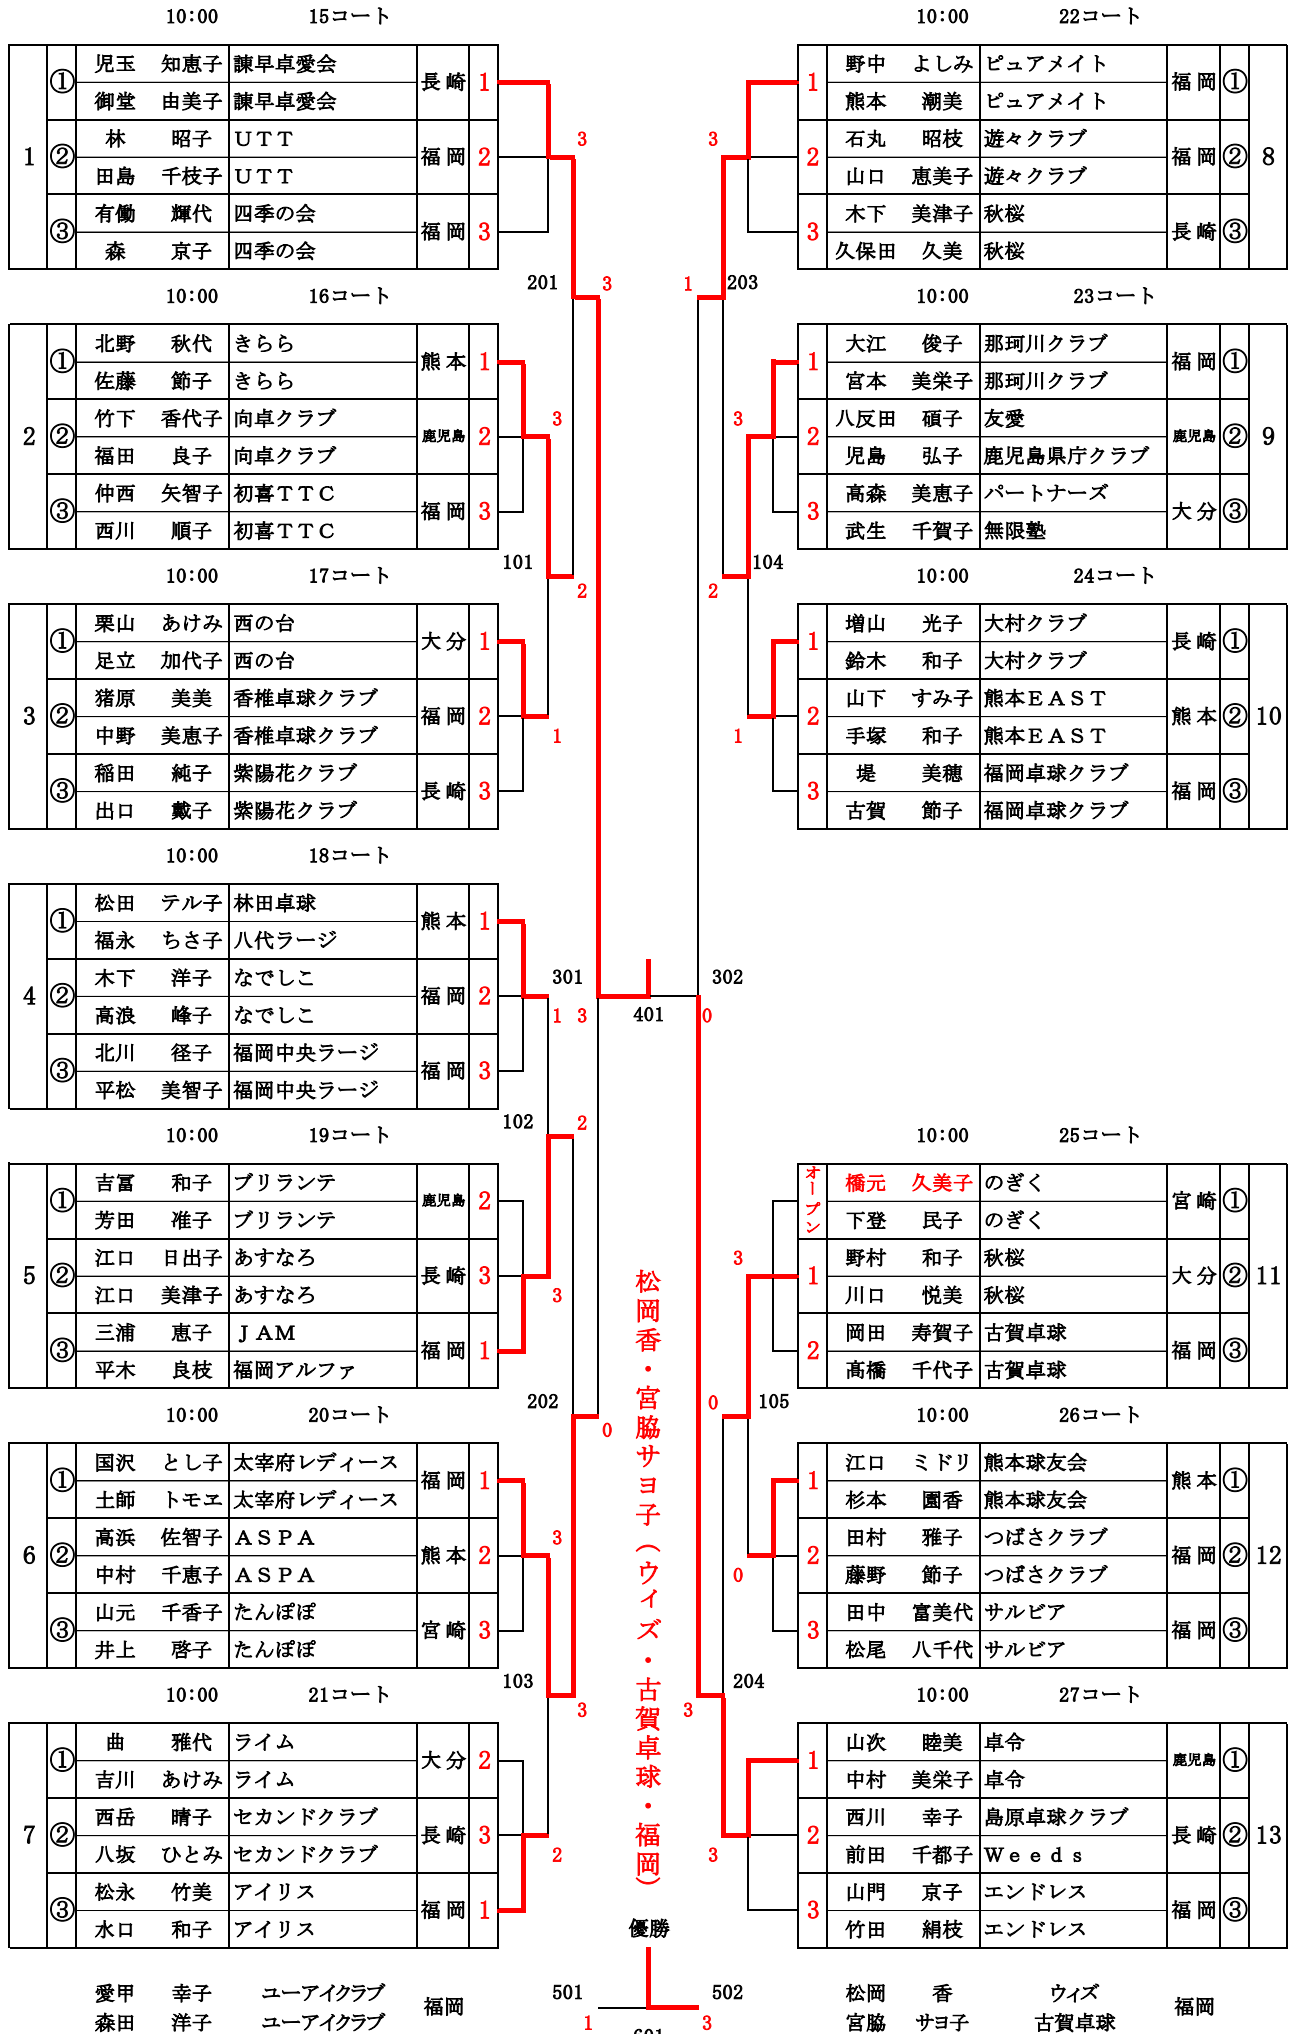 10:00 15コート
1
① 児玉 知恵子 諫早卓愛会 長崎 1
御堂 由美子 諫早卓愛会
② 林 昭子 UTT 福岡 2
田島 千枝子 UTT
③ 有働 輝代 四季の会 福岡 3
森 京子 四季の会
10:00 16コート
2
① 北野 秋代 きらら 熊本 1
佐藤 節子 きらら
② 竹下 香代子 向卓クラブ 鹿児島 2
福田 良子 向卓クラブ
③ 仲西 矢智子 初喜TTC 福岡 3
西川 順子 初喜TTC
10:00 17コート
3
① 栗山 あけみ 西の台 大分 1
足立 加代子 西の台
② 猪原 美美 香椎卓球クラブ 福岡 2
中野 美恵子 香椎卓球クラブ
③ 稲田 純子 紫陽花クラブ 長崎 3
出口 戴子 紫陽花クラブ
10:00 18コート
4
① 松田 テル子 林田卓球 熊本 1
福永 ちさ子 八代ラージ
② 木下 洋子 なでしこ 福岡 2
高浪 峰子 なでしこ
③ 北川 径子 福岡中央ラージ 福岡 3
平松 美智子 福岡中央ラージ
10:00 19コート
5
① 吉冨 和子 ブリランテ 鹿児島 2
芳田 准子 ブリランテ
② 江口 日出子 あすなろ 長崎 3
江口 美津子 あすなろ
③ 三浦 恵子 JAM 福岡 1
平木 良枝 福岡アルファ
10:00 20コート
6
① 国沢 とし子 太宰府レディース 福岡 1
土師 トモヱ 太宰府レディース
② 高浜 佐智子 ASPA 熊本 2
中村 千恵子 ASPA
③ 山元 千香子 たんぽぽ 宮崎 3
井上 啓子 たんぽぽ
10:00 21コート
7
① 曲 雅代 ライム 大分 2
吉川 あけみ ライム
② 西岳 晴子 セカンドクラブ 長崎 3
八坂 ひとみ セカンドクラブ
③ 松永 竹美 アイリス 福岡 1
水口 和子 アイリス
愛甲 幸子 ユーアイクラブ 福岡
森田 洋子 ユーアイクラブ
3
201
3
3
101
2
1
301
1 3
102
2
3
202
0
3
103
3
2
401
松岡香・宮脇サヨ子(ウィズ・古賀卓球・福岡)
優勝
501 502
1 3
601
3
1 203
3
104
2
1
302
0
3
0 105
0
204
3
3
10:00 22コート
8
1 野中 よしみ ピュアメイト 福岡 ①
熊本 潮美 ピュアメイト
2 石丸 昭枝 遊々クラブ 福岡 ②
山口 恵美子 遊々クラブ
3 木下 美津子 秋桜 長崎 ③
久保田 久美 秋桜
10:00 23コート
9
1 大江 俊子 那珂川クラブ 福岡 ①
宮本 美栄子 那珂川クラブ
2 八反田 碩子 友愛 鹿児島 ②
児島 弘子 鹿児島県庁クラブ
3 高森 美恵子 パートナーズ 大分 ③
武生 千賀子 無限塾
10:00 24コート
10
1 増山 光子 大村クラブ 長崎 ①
鈴木 和子 大村クラブ
2 山下 すみ子 熊本EAST 熊本 ②
手塚 和子 熊本EAST
3 堤 美穂 福岡卓球クラブ 福岡 ③
古賀 節子 福岡卓球クラブ
10:00 25コート
11
オープン 橋元 久美子 のぎく 宮崎 ①
下登 民子 のぎく
1 野村 和子 秋桜 大分 ②
川口 悦美 秋桜
2 岡田 寿賀子 古賀卓球 福岡 ③
髙橋 千代子 古賀卓球
10:00 26コート
12
1 江口 ミドリ 熊本球友会 熊本 ①
杉本 園香 熊本球友会
2 田村 雅子 つばさクラブ 福岡 ②
藤野 節子 つばさクラブ
3 田中 富美代 サルビア 福岡 ③
松尾 八千代 サルビア
10:00 27コート
13
1 山次 睦美 卓令 鹿児島 ①
中村 美栄子 卓令
2 西川 幸子 島原卓球クラブ 長崎 ②
前田 千都子 Weeds
3 山門 京子 エンドレス 福岡 ③
竹田 絹枝 エンドレス
松岡 香 ウィズ 福岡
宮脇 サヨ子 古賀卓球